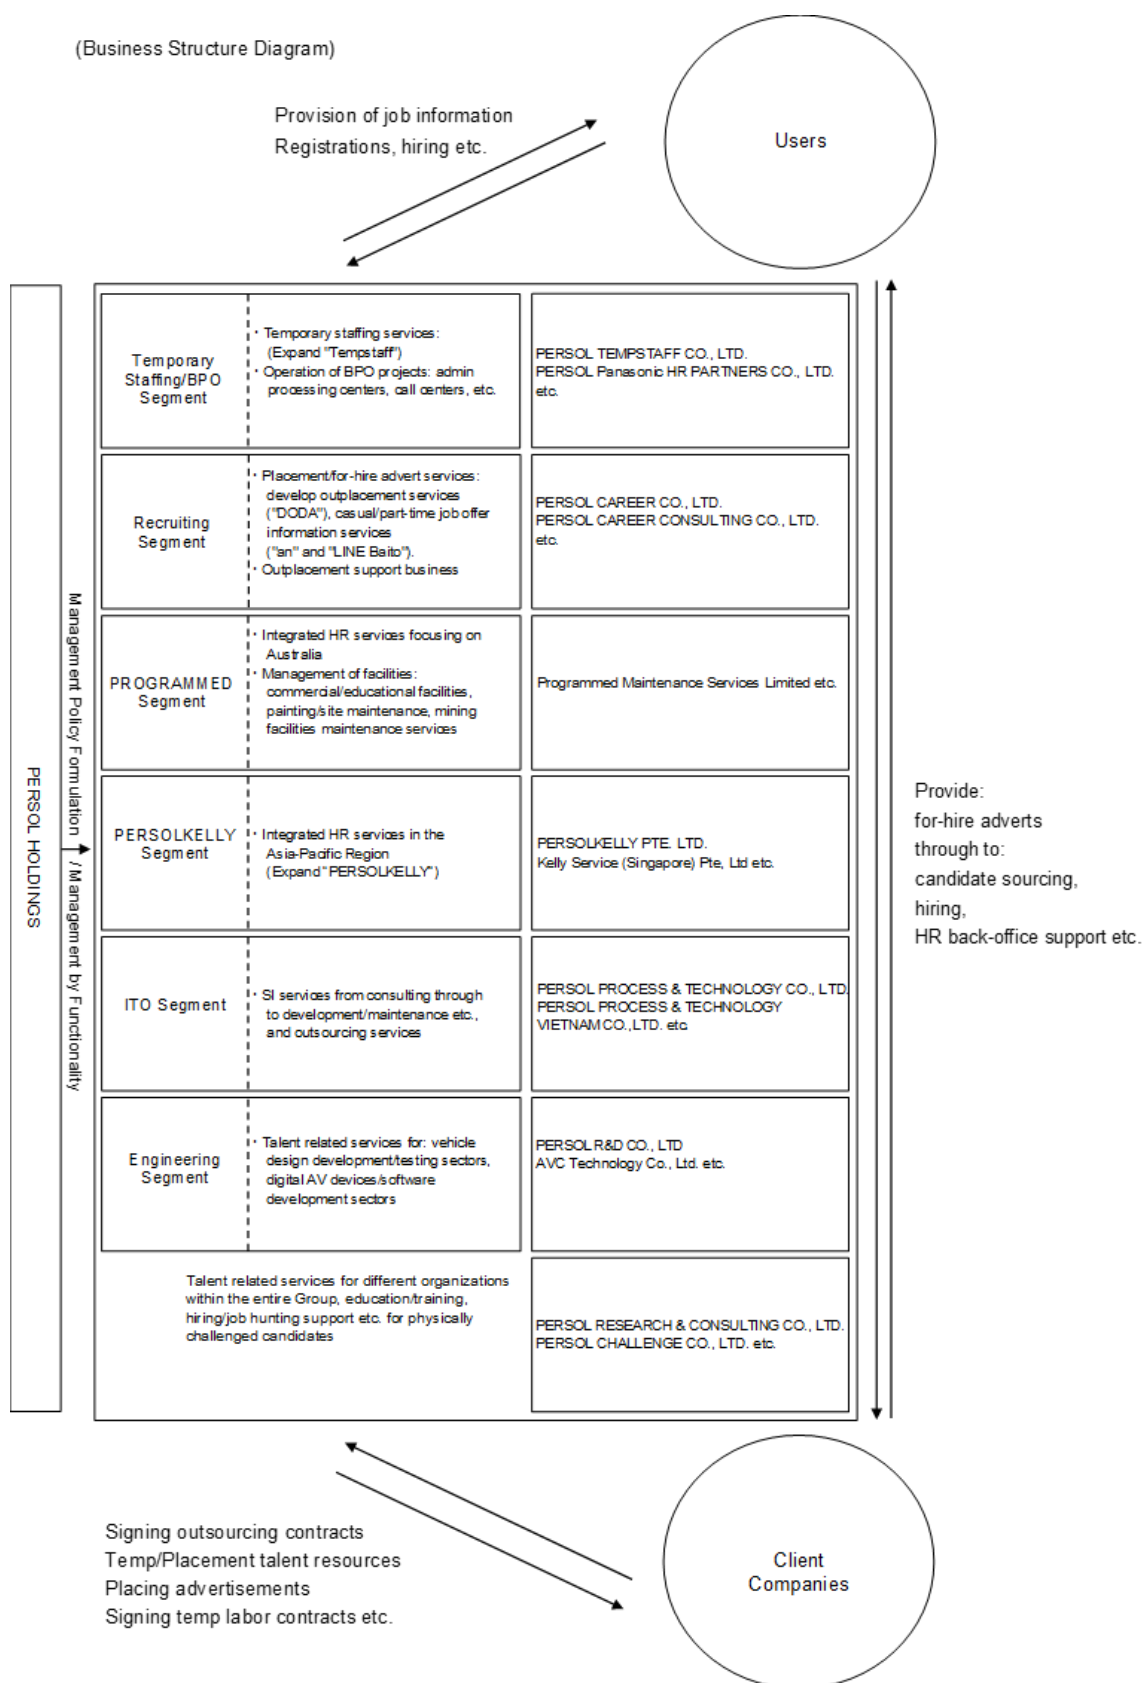 (Business Structure Diagram)
Provision of job information
Registrations, hiring etc.
Users
PERSOL HOLDINGS
Management Policy Formulation / Management by Functionality
Temporary
Staffing/BPO
Segment
・Temporary staffing services:
(Expand "Tempstaff")
・Operation of BPO projects: admin
processing centers, call centers, etc.
PERSOL TEMPSTAFF CO., LTD.
PERSOL Panasonic HR PARTNERS CO., LTD.
etc.
Recruiting
Segment
・Placement/for-hire advert services:
develop outplacement services
("DODA"), casual/part-time job offer
information services
("an" and "LINE Baito").
・Outplacement support business
PERSOL CAREER CO., LTD.
PERSOL CAREER CONSULTING CO., LTD.
etc.
PROGRAMMED
Segment
・Integrated HR services focusing on
Australia
・Management of facilities:
commercial/educational facilities,
painting/site maintenance, mining
facilities maintenance services
Programmed Maintenance Services Limited etc.
PERSOLKELLY
Segment
・Integrated HR services in the
Asia-Pacific Region
(Expand "PERSOLKELLY")
PERSOLKELLY PTE. LTD.
Kelly Service (Singapore) Pte, Ltd etc.
ITO Segment
・SI services from consulting through
to development/maintenance etc.,
and outsourcing services
PERSOL PROCESS & TECHNOLOGY CO., LTD.
PERSOL PROCESS & TECHNOLOGY
VIETNAM CO.,LTD. etc
Engineering
Segment
・Talent related services for: vehicle
design development/testing sectors,
digital AV devices/software
development sectors
PERSOL R&D CO., LTD
AVC Technology Co., Ltd. etc.
Talent related services for different organizations
within the entire Group, education/training,
hiring/job hunting support etc. for physically
challenged candidates
PERSOL RESEARCH & CONSULTING CO., LTD.
PERSOL CHALLENGE CO., LTD. etc.
Provide:
for-hire adverts
through to:
candidate sourcing,
hiring,
HR back-office support etc.
Signing outsourcing contracts
Temp/Placement talent resources
Placing advertisements
Signing temp labor contracts etc.
Client
Companies